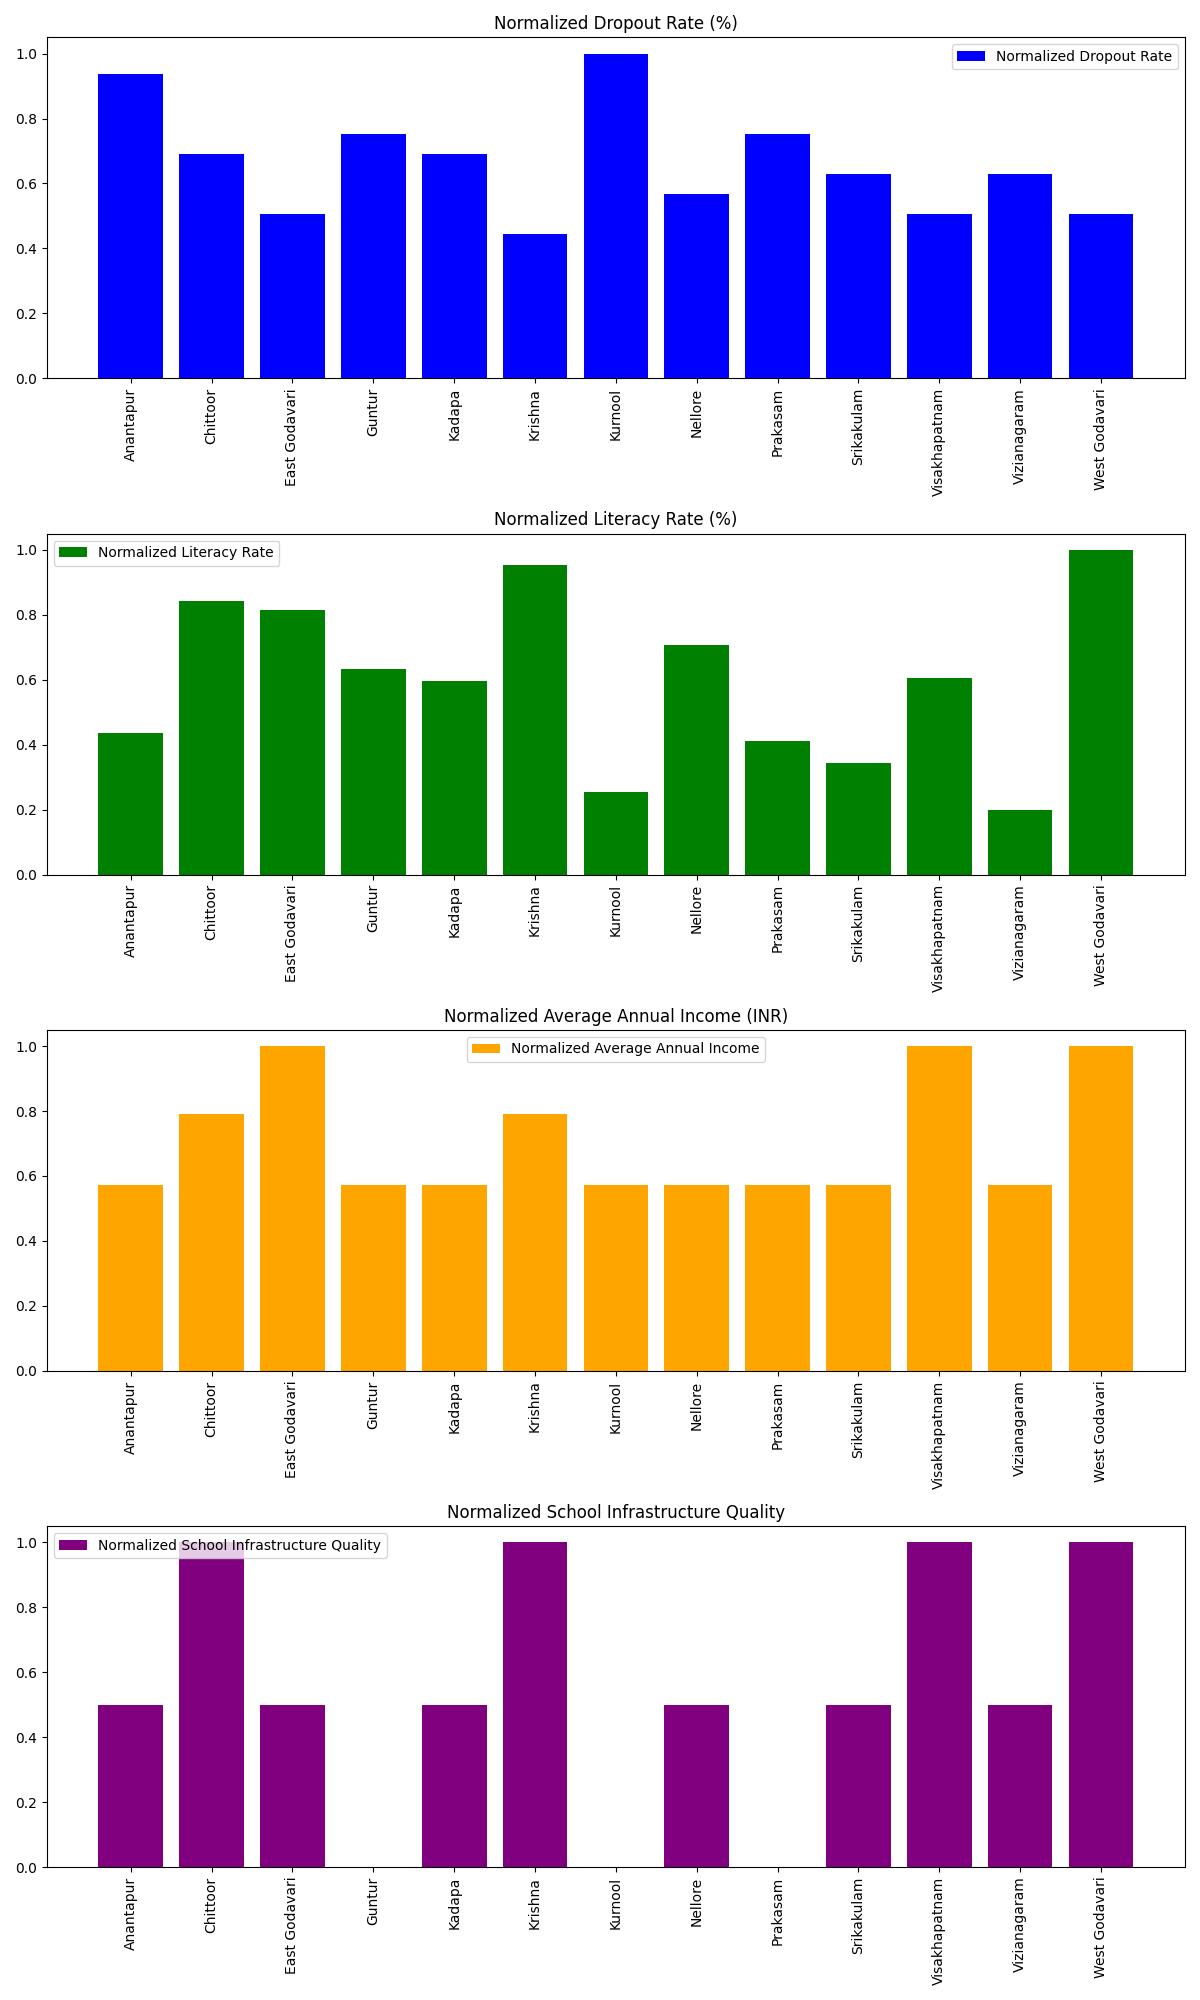 Normalized Dropout Rate (%)
Normalized Dropout Rate
1.0
0.8
0.6
0.4
0.2
0.0
Anantapur
Chittoor
East Godavari
Guntur
Kadapa
Krishna
Kurnool
Nellore
Prakasam
Srikakulam
Visakhapatnam
Vizianagaram
West Godavari
Normalized Literacy Rate (%)
Normalized Literacy Rate
1.0
0.8
0.6
0.4
0.2
0.0
Anantapur
Chittoor
East Godavari
Guntur
Kadapa
Krishna
Kurnool
Nellore
Prakasam
Srikakulam
Visakhapatnam
Vizianagaram
West Godavari
Normalized Average Annual Income (INR)
Normalized Average Annual Income
1.0
0.8
0.6
0.4
0.2
0.0
Anantapur
Chittoor
East Godavari
Guntur
Kadapa
Krishna
Kurnool
Nellore
Prakasam
Srikakulam
Visakhapatnam
Vizianagaram
West Godavari
Normalized School Infrastructure Quality
Normalized School Infrastructure Quality
1.0
0.8
0.6
0.4
0.2
0.0
Anantapur
Chittoor
East Godavari
Guntur
Kadapa
Krishna
Kurnool
Nellore
Prakasam
Srikakulam
Visakhapatnam
Vizianagaram
West Godavari